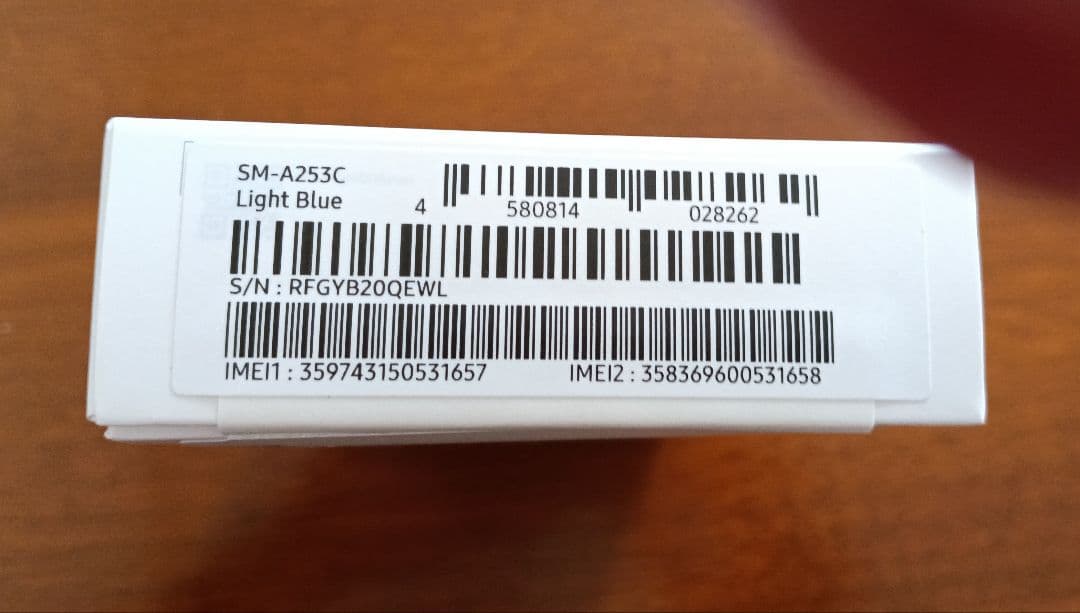 SM-A253C
Light Blue
4 580814 028262
S/N : RFGYB20QEWL
IMEI1 : 359743150531657 IMEI2 : 358369600531658